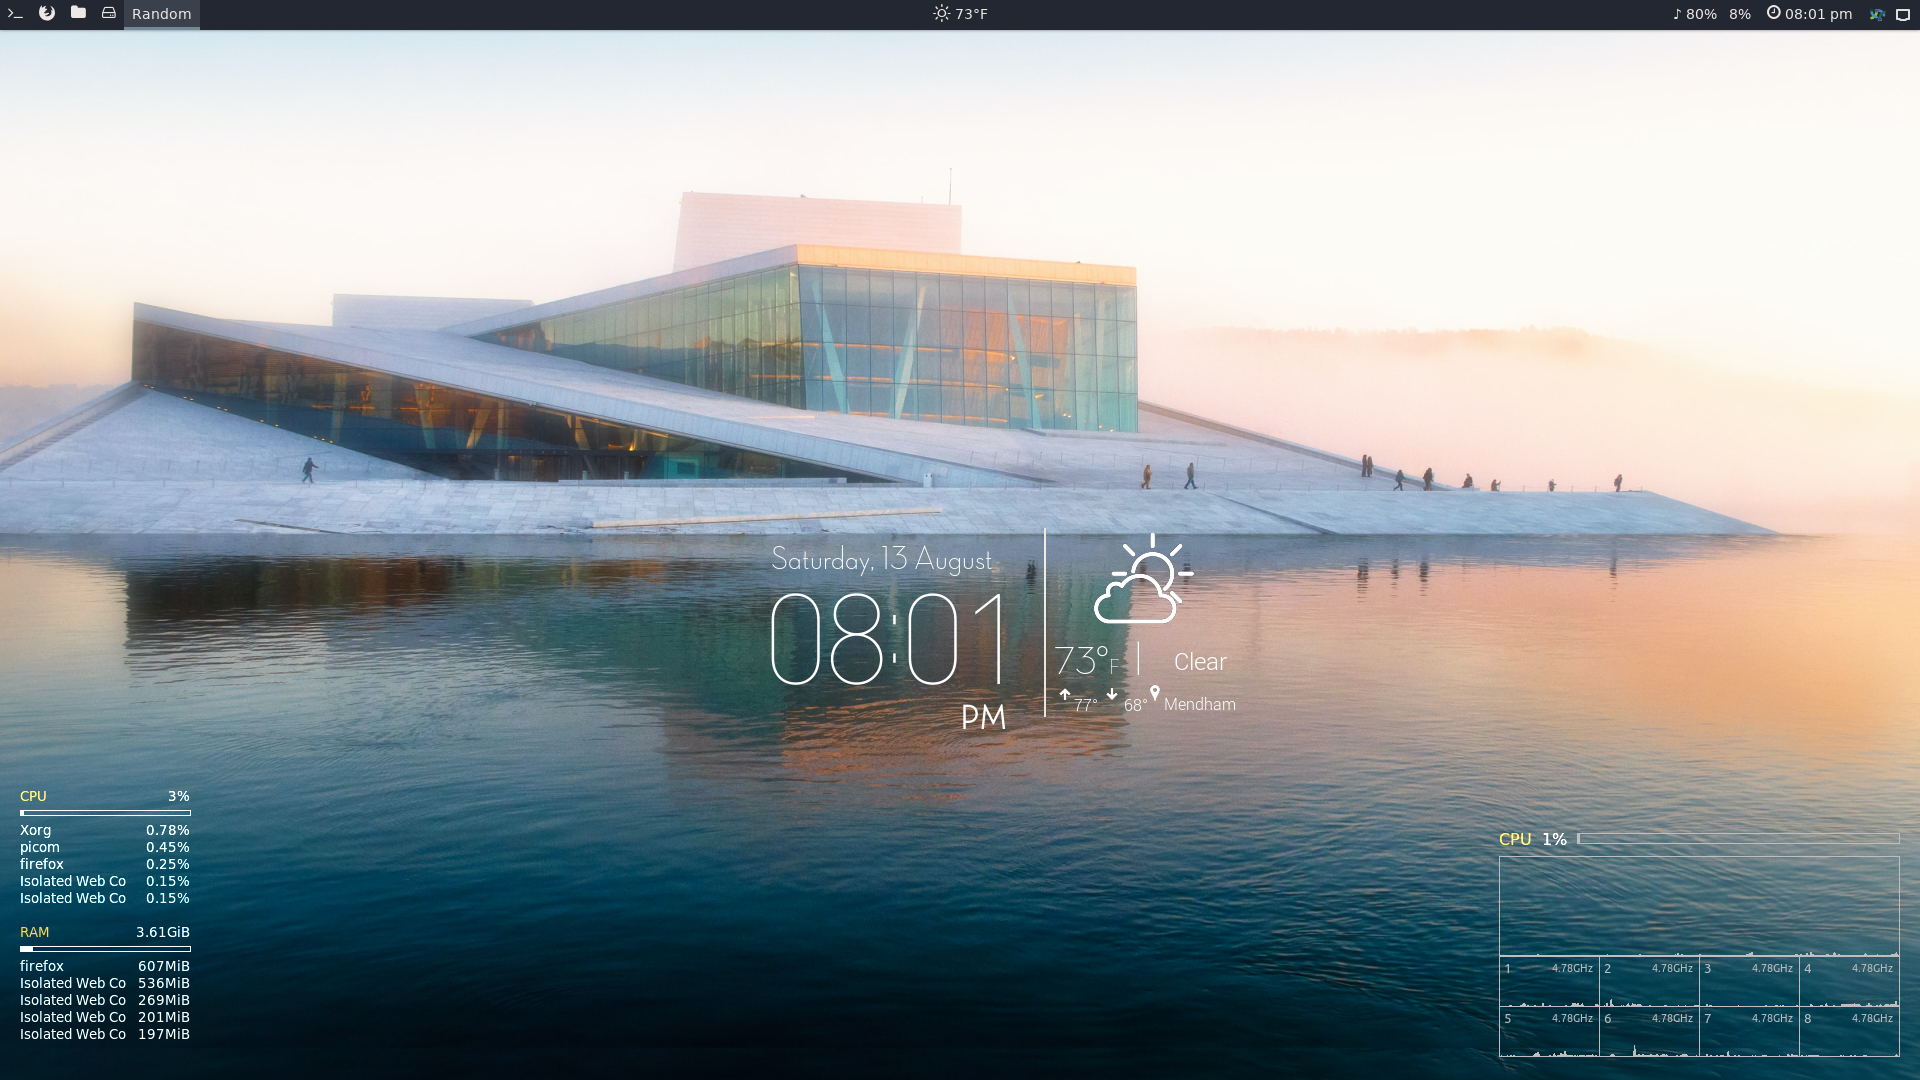 Random
73°F
♪ 80% 8% 08:01 pm
Saturday, 13 August
08:01
PM
73°F
Clear
77° 68° Mendham
CPU 3%
Xorg 0.78%
picom 0.45%
firefox 0.25%
Isolated Web Co 0.15%
Isolated Web Co 0.15%
RAM 3.61GiB
firefox 607MiB
Isolated Web Co 536MiB
Isolated Web Co 269MiB
Isolated Web Co 201MiB
Isolated Web Co 197MiB
CPU 1%
1 4.78GHz 2 4.78GHz 3 4.78GHz 4 4.78GHz
5 4.78GHz 6 4.78GHz 7 4.78GHz 8 4.78GHz